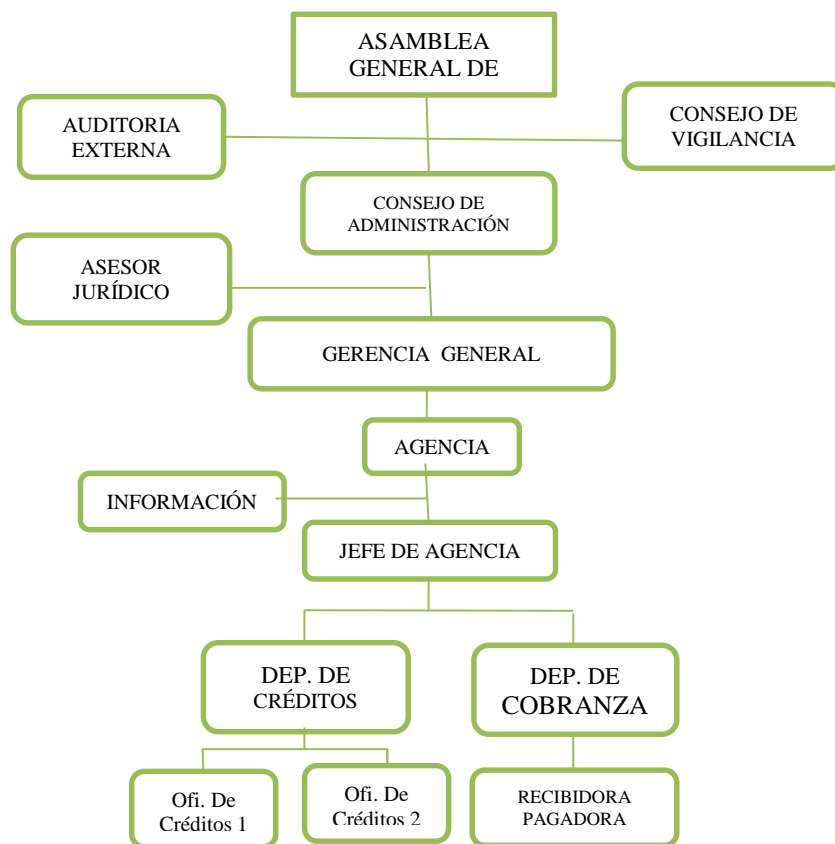 ASAMBLEA
GENERAL DE
AUDITORIA
EXTERNA
CONSEJO DE
VIGILANCIA
CONSEJO DE
ADMINISTRACIÓN
ASESOR
JURÍDICO
GERENCIA GENERAL
AGENCIA
INFORMACIÓN
JEFE DE AGENCIA
DEP. DE
CRÉDITOS
DEP. DE
COBRANZA
Ofi. De
Créditos 1
Ofi. De
Créditos 2
RECIBIDORA
PAGADORA